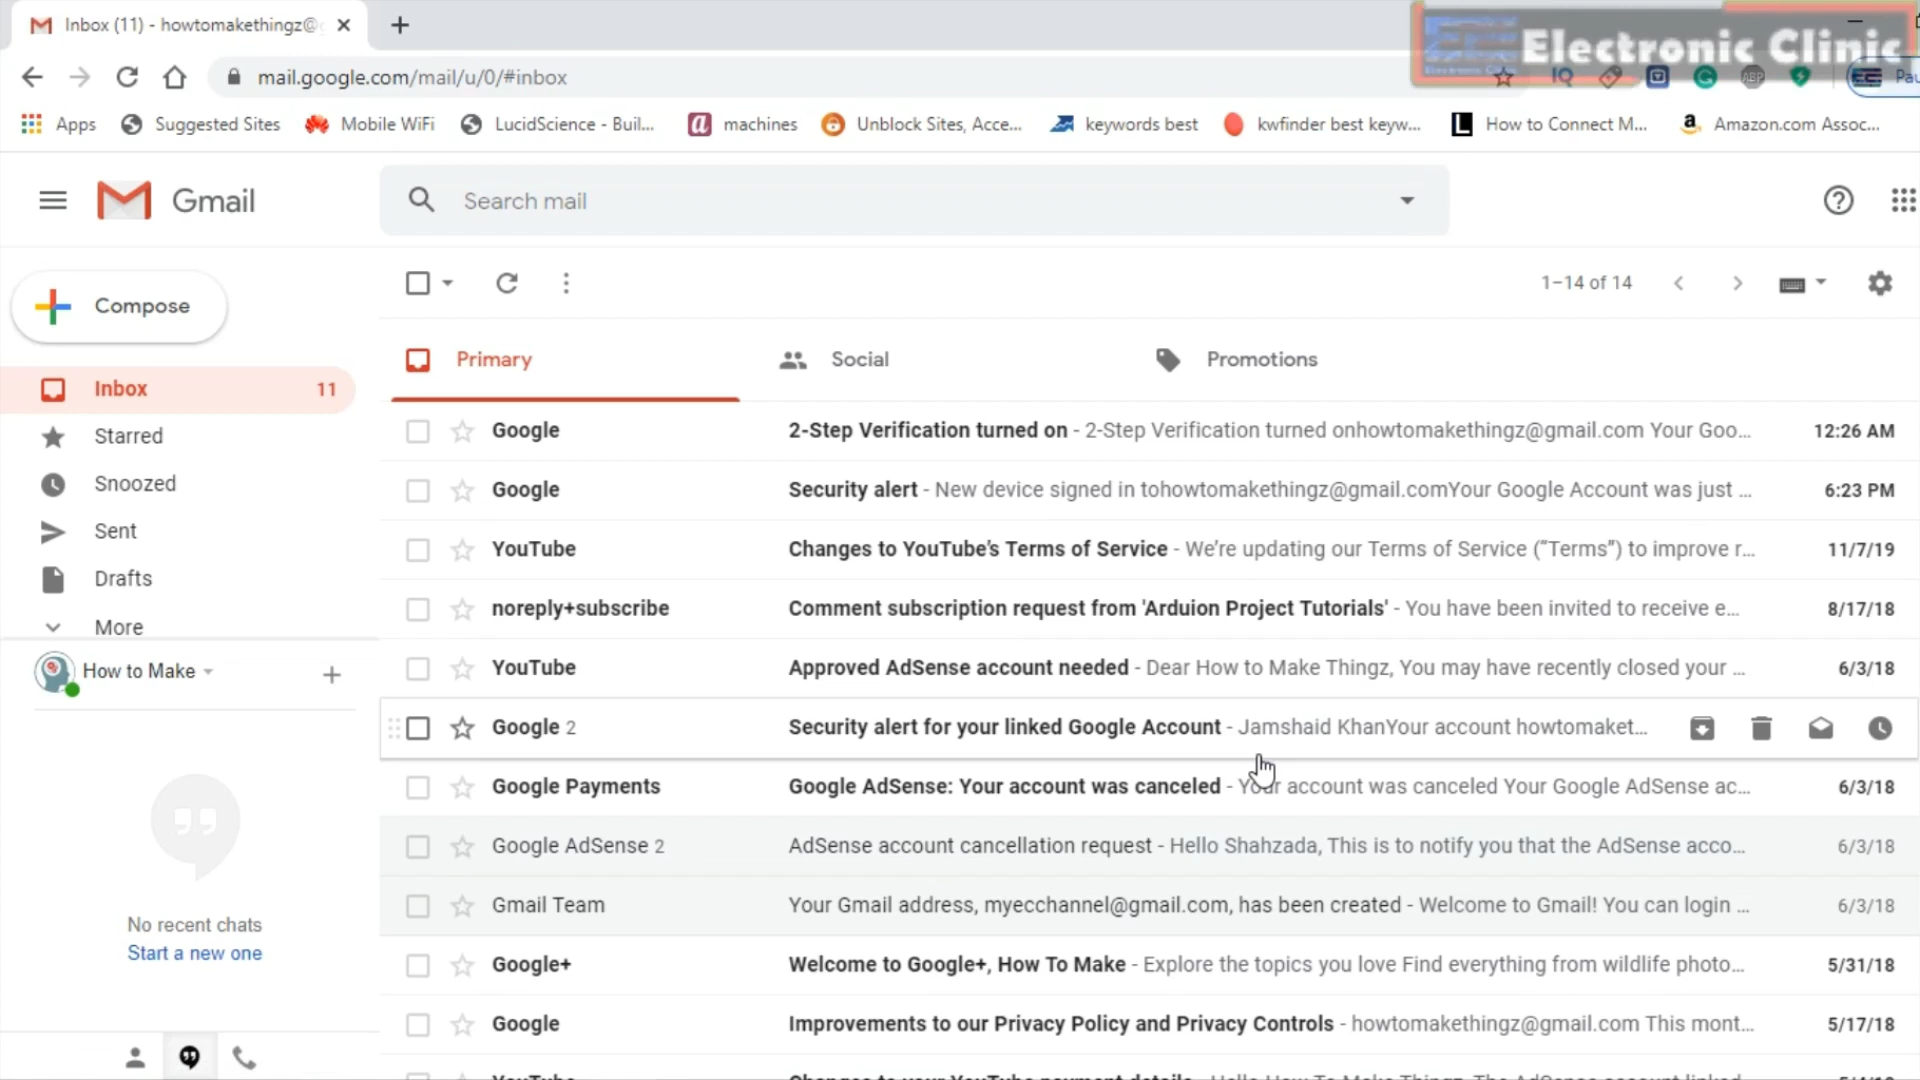 Inbox (11) - howtomakethingz@
Electronic Clinic
mail.google.com/mail/u/0/#inbox
IQ
ABP
Pau
Apps
Suggested Sites
Mobile WiFi
LucidScience - Buil...
machines
Unblock Sites, Acce...
keywords best
kwfinder best keyw...
How to Connect M...
Amazon.com Assoc...
Gmail
Search mail
Compose
1–14 of 14
Primary
Social
Promotions
Inbox 11
Starred
Snoozed
Sent
Drafts
More
How to Make
No recent chats
Start a new one
Google 2-Step Verification turned on - 2-Step Verification turned onhowtomakethingz@gmail.com Your Goo... 12:26 AM
Google Security alert - New device signed in tohowtomakethingz@gmail.comYour Google Account was just ... 6:23 PM
YouTube Changes to YouTube’s Terms of Service - We’re updating our Terms of Service (“Terms”) to improve r... 11/7/19
noreply+subscribe Comment subscription request from 'Arduion Project Tutorials' - You have been invited to receive e... 8/17/18
YouTube Approved AdSense account needed - Dear How to Make Thingz, You may have recently closed your ... 6/3/18
Google 2 Security alert for your linked Google Account - Jamshaid KhanYour account howtomaket...
Google Payments Google AdSense: Your account was canceled - Your account was canceled Your Google AdSense ac... 6/3/18
Google AdSense 2 AdSense account cancellation request - Hello Shahzada, This is to notify you that the AdSense acco... 6/3/18
Gmail Team Your Gmail address, myecchannel@gmail.com, has been created - Welcome to Gmail! You can login ... 6/3/18
Google+ Welcome to Google+, How To Make - Explore the topics you love Find everything from wildlife photo... 5/31/18
Google Improvements to our Privacy Policy and Privacy Controls - howtomakethingz@gmail.com This mont... 5/17/18